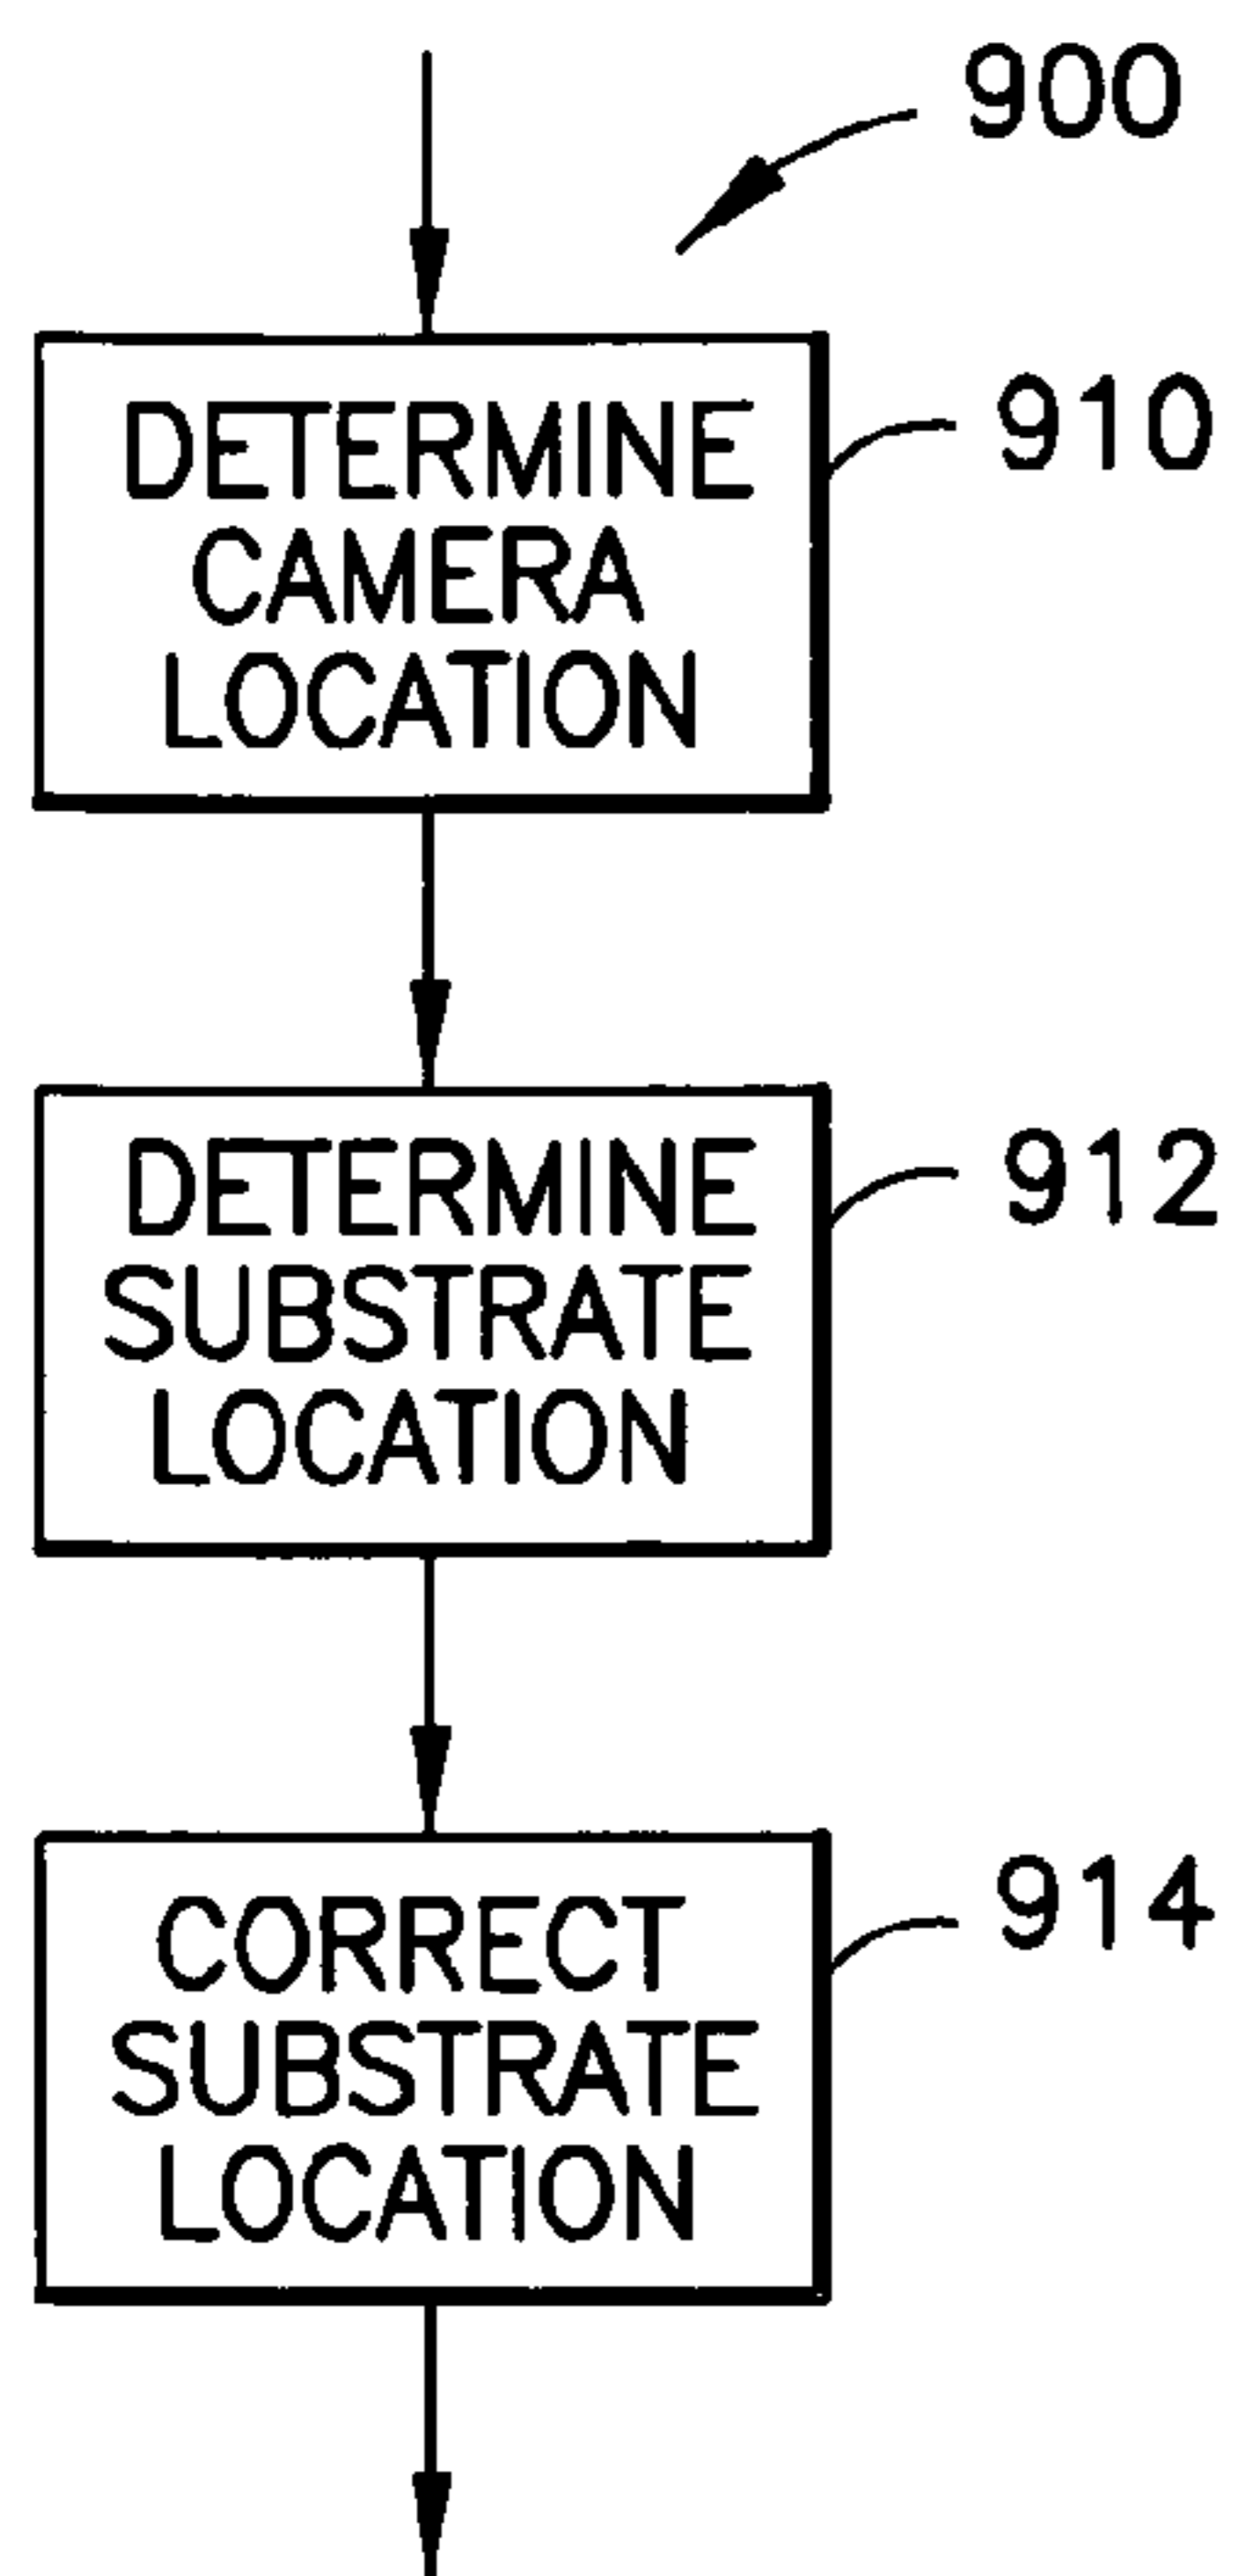 900
DETERMINE
CAMERA
LOCATION
910
DETERMINE
SUBSTRATE
LOCATION
912
CORRECT
SUBSTRATE
LOCATION
914